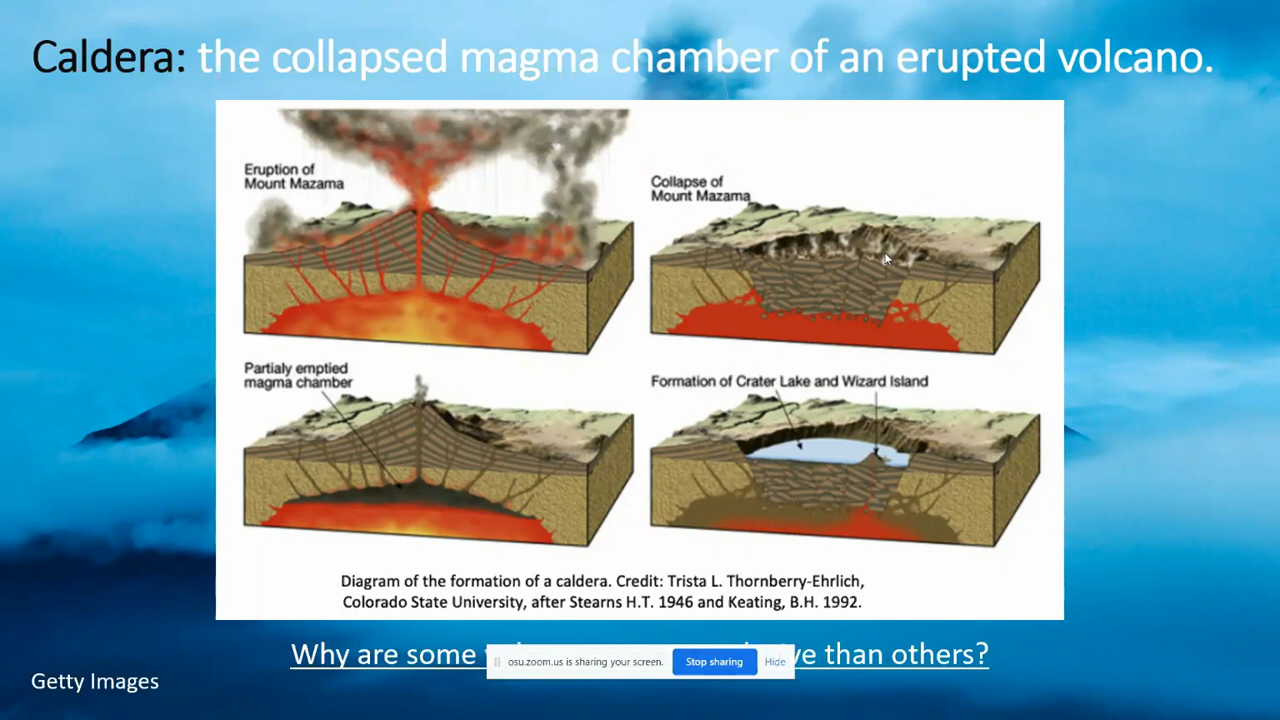 Caldera: the collapsed magma chamber of an erupted volcano.
Eruption of
Mount Mazama
Collapse of
Mount Mazama
Partialy emptied
magma chamber
Formation of Crater Lake and Wizard Island
Diagram of the formation of a caldera. Credit: Trista L. Thornberry-Ehrlich,
Colorado State University, after Stearns H.T. 1946 and Keating, B.H. 1992.
Why are some than others?
osu.zoom.us is sharing your screen. Stop sharing Hide
Getty Images